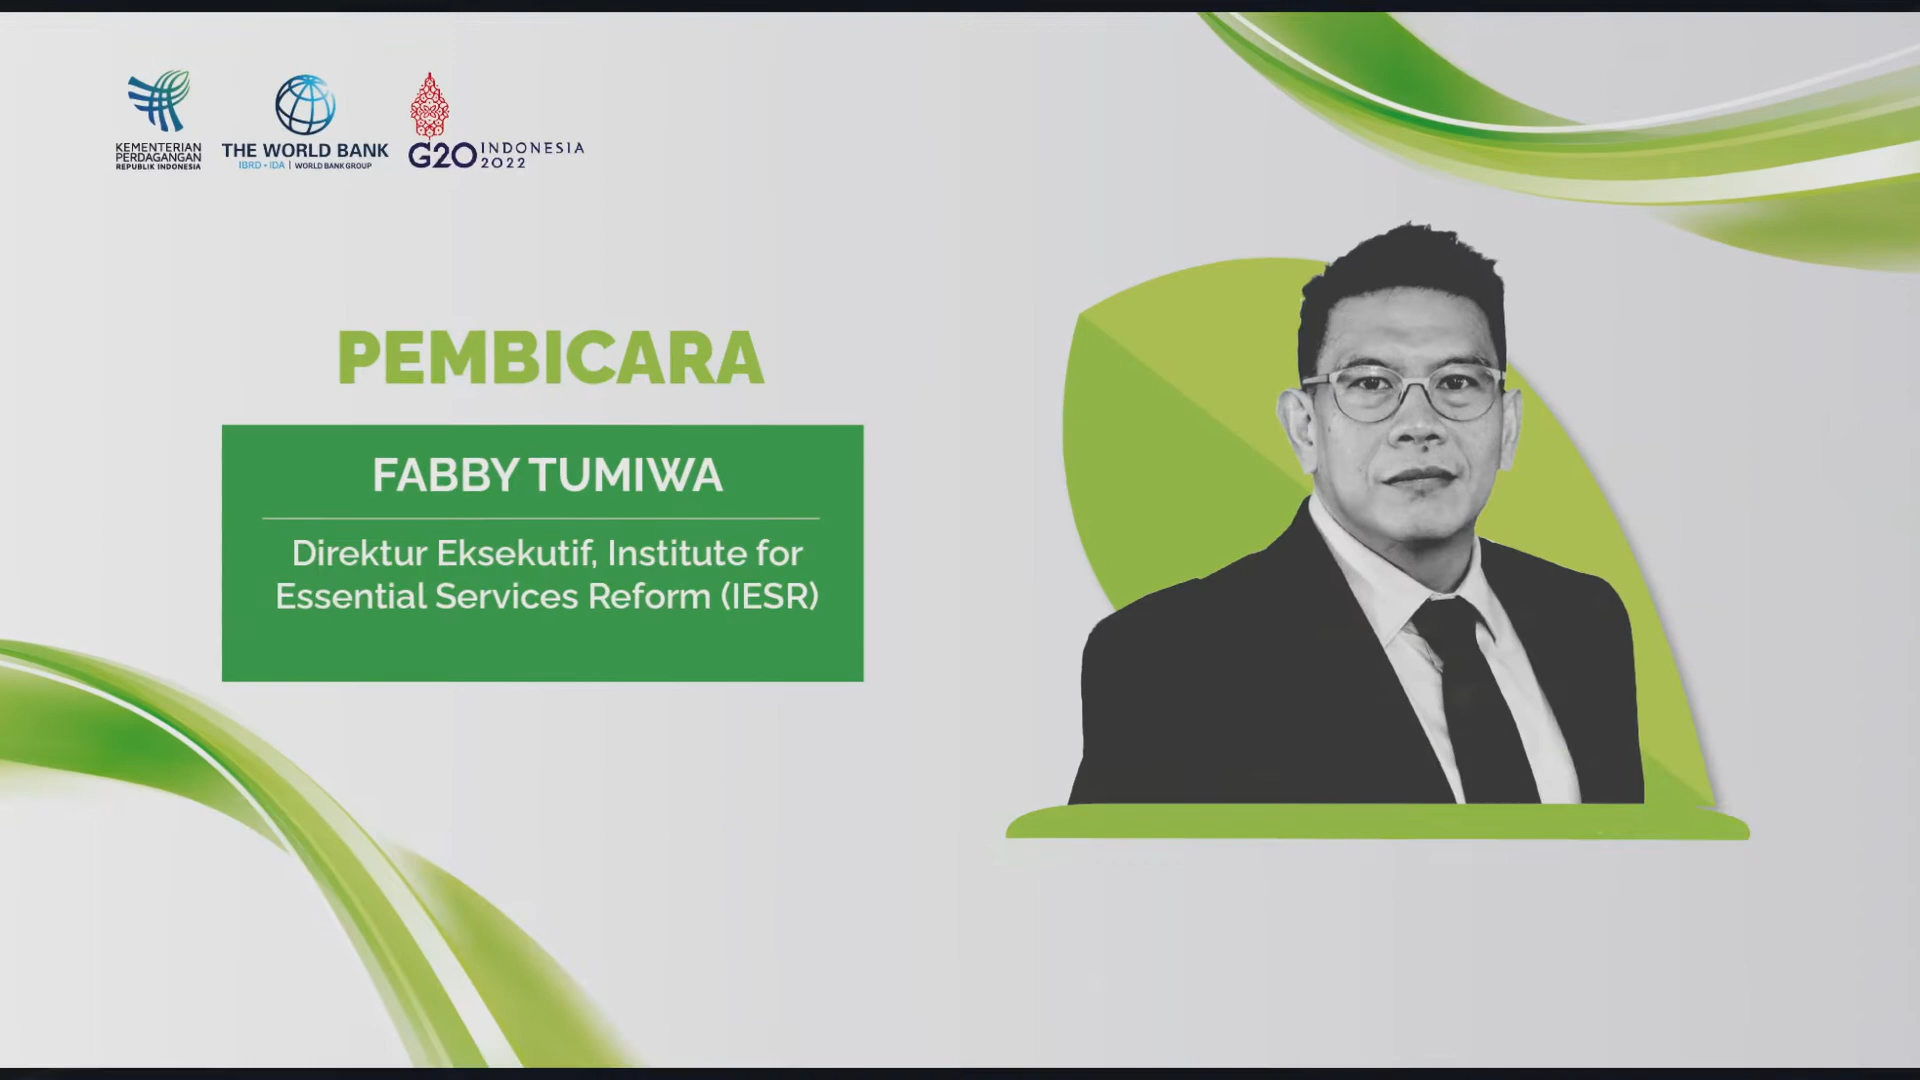 KEMENTERIAN
PERDAGANGAN
REPUBLIK INDONESIA
THE WORLD BANK
IBRD • IDA | WORLD BANK GROUP
G20 INDONESIA
2022
PEMBICARA
FABBY TUMIWA
Direktur Eksekutif, Institute for
Essential Services Reform (IESR)